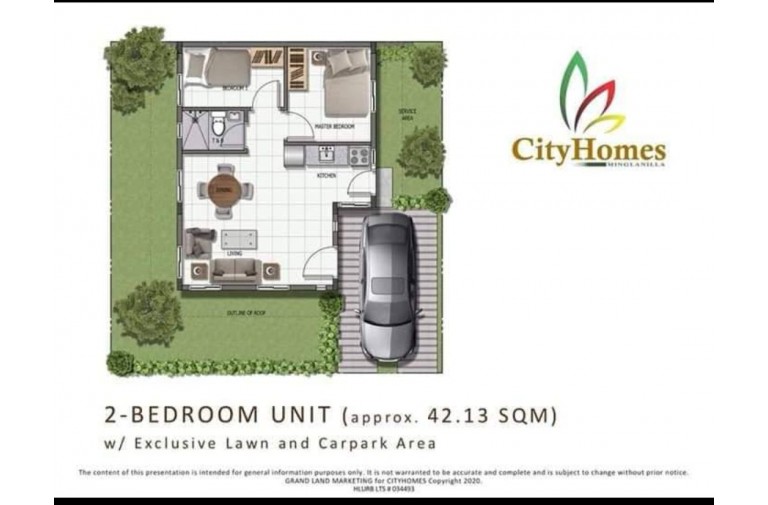 BEDROOM 1
MASTER BEDROOM
SERVICE
AREA
T & B
KITCHEN
DINING
LIVING
OUTLINE OF ROOF
CityHomes
MINGLANILLA
2-BEDROOM UNIT (approx. 42.13 SQM)
w/ Exclusive Lawn and Carpark Area
The content of this presentation is intended for general information purposes only. It is not warranted to be accurate and complete and is subject to change without prior notice.
GRAND LAND MARKETING for CITYHOMES Copyright 2020.
HLURB LTS # 034493